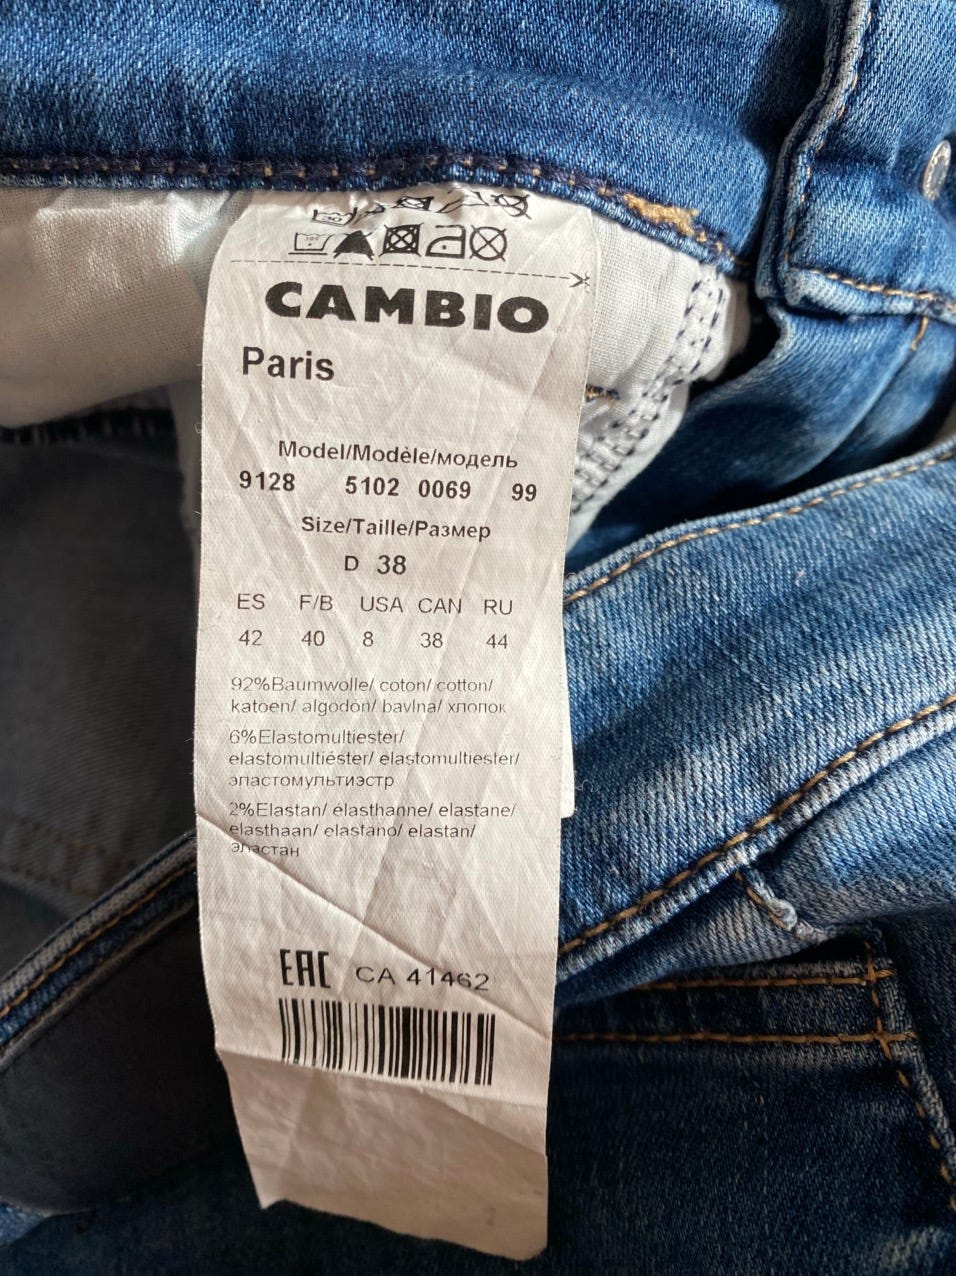 CAMBIO
Paris
Model/Modèle/модель
9128 5102 0069 99
Size/Taille/Размер
D 38
ES F/B USA CAN RU
42 40 8 38 44
92%Baumwolle/ coton/ cotton/
katoen/ algodón/ bavlna/ хлопок
6%Elastomultiester/
elastomultiéster/ elastomultiester/
эластомультиэстр
2%Elastan/ élasthanne/ elastane/
elasthaan/ elastano/ elastan/
эластан
EAC CA 41462